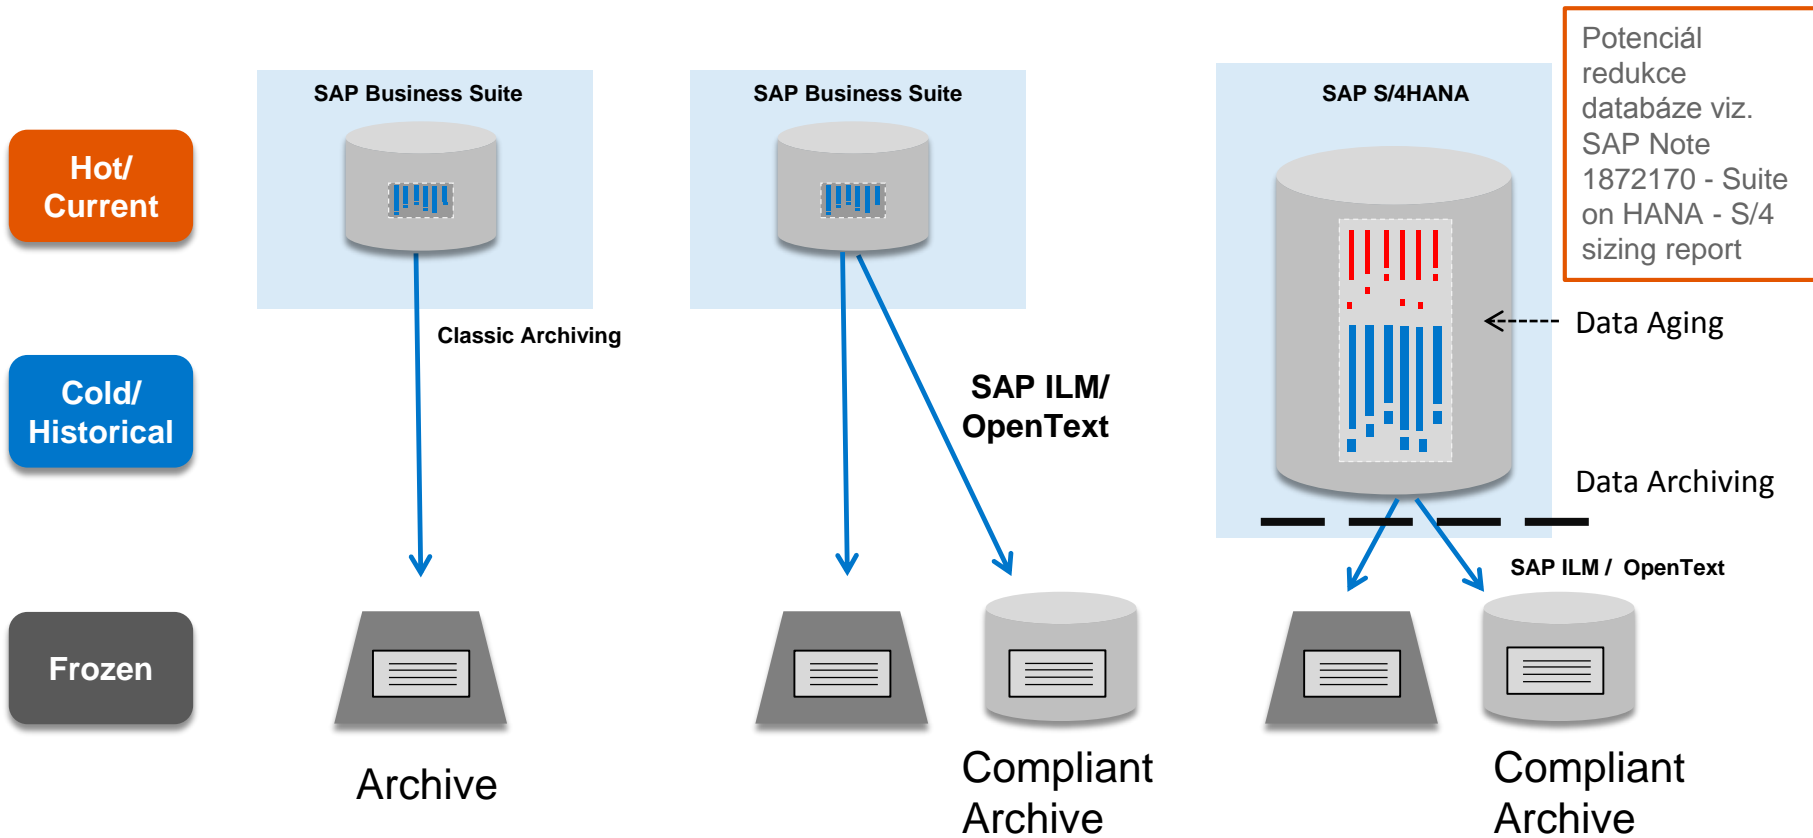 Potenciál
redukce
databáze viz.
SAP Note
1872170 - Suite
on HANA - S/4
sizing report
SAP Business Suite
SAP Business Suite
SAP S/4HANA
Hot/
Current
Data Aging
Classic Archiving
Cold/
Historical
SAP ILM/
OpenText
Data Archiving
SAP ILM / OpenText
Frozen
Archive
Compliant
Archive
Compliant
Archive